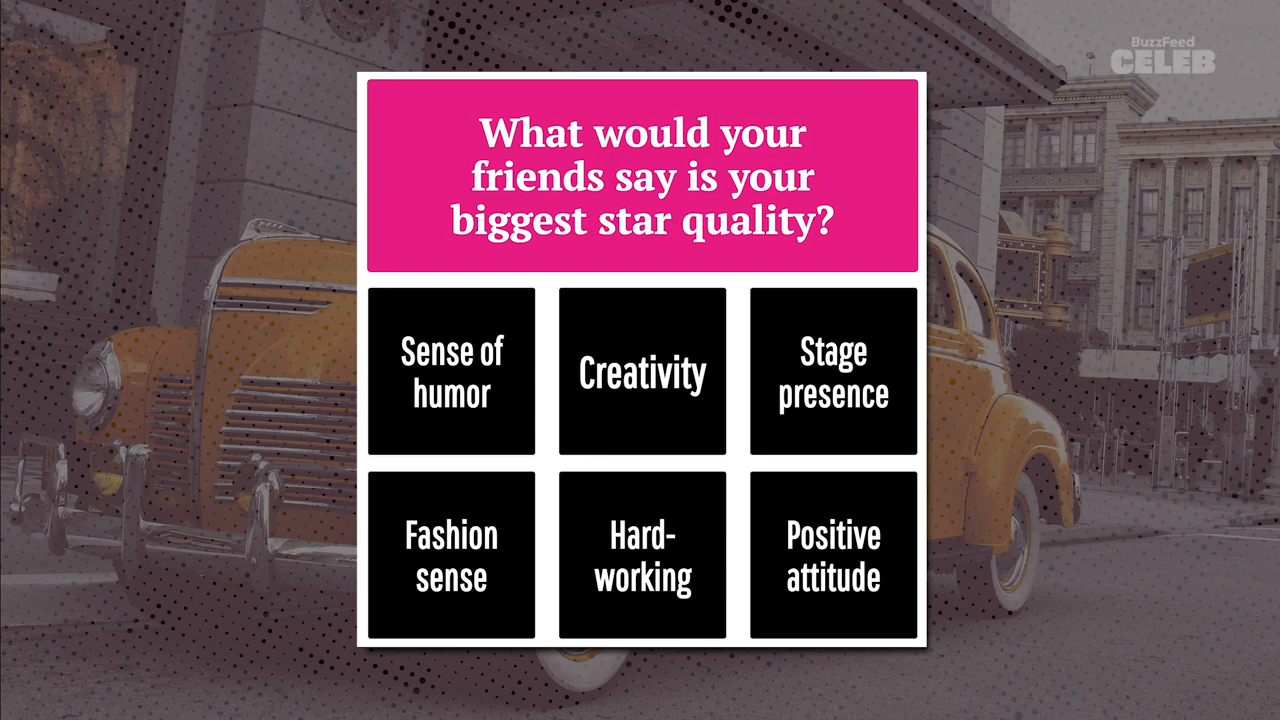 BuzzFeed
CELEB
What would your
friends say is your
biggest star quality?
Sense of
humor
Creativity
Stage
presence
Fashion
sense
Hard-
working
Positive
attitude